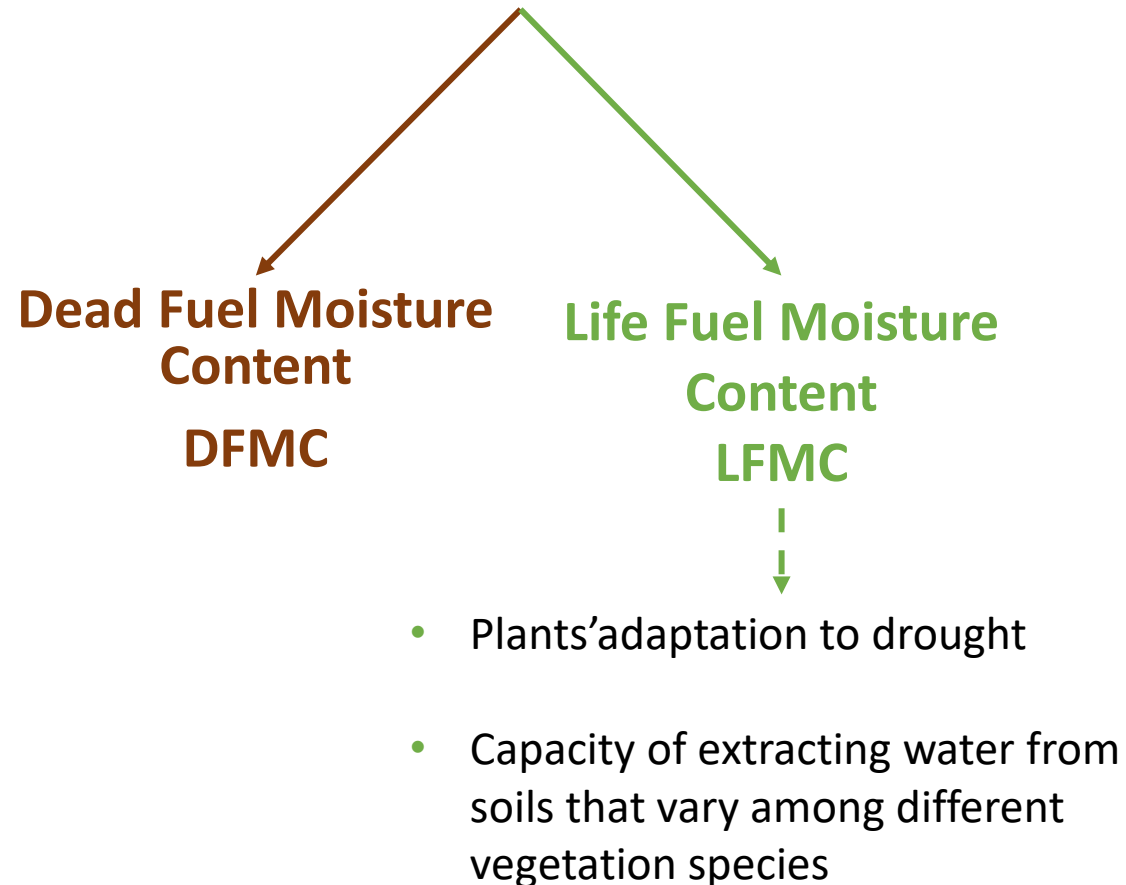 Dead Fuel Moisture
Content
DFMC
Life Fuel Moisture
Content
LFMC
• Plants’adaptation to drought
• Capacity of extracting water from
soils that vary among different
vegetation species